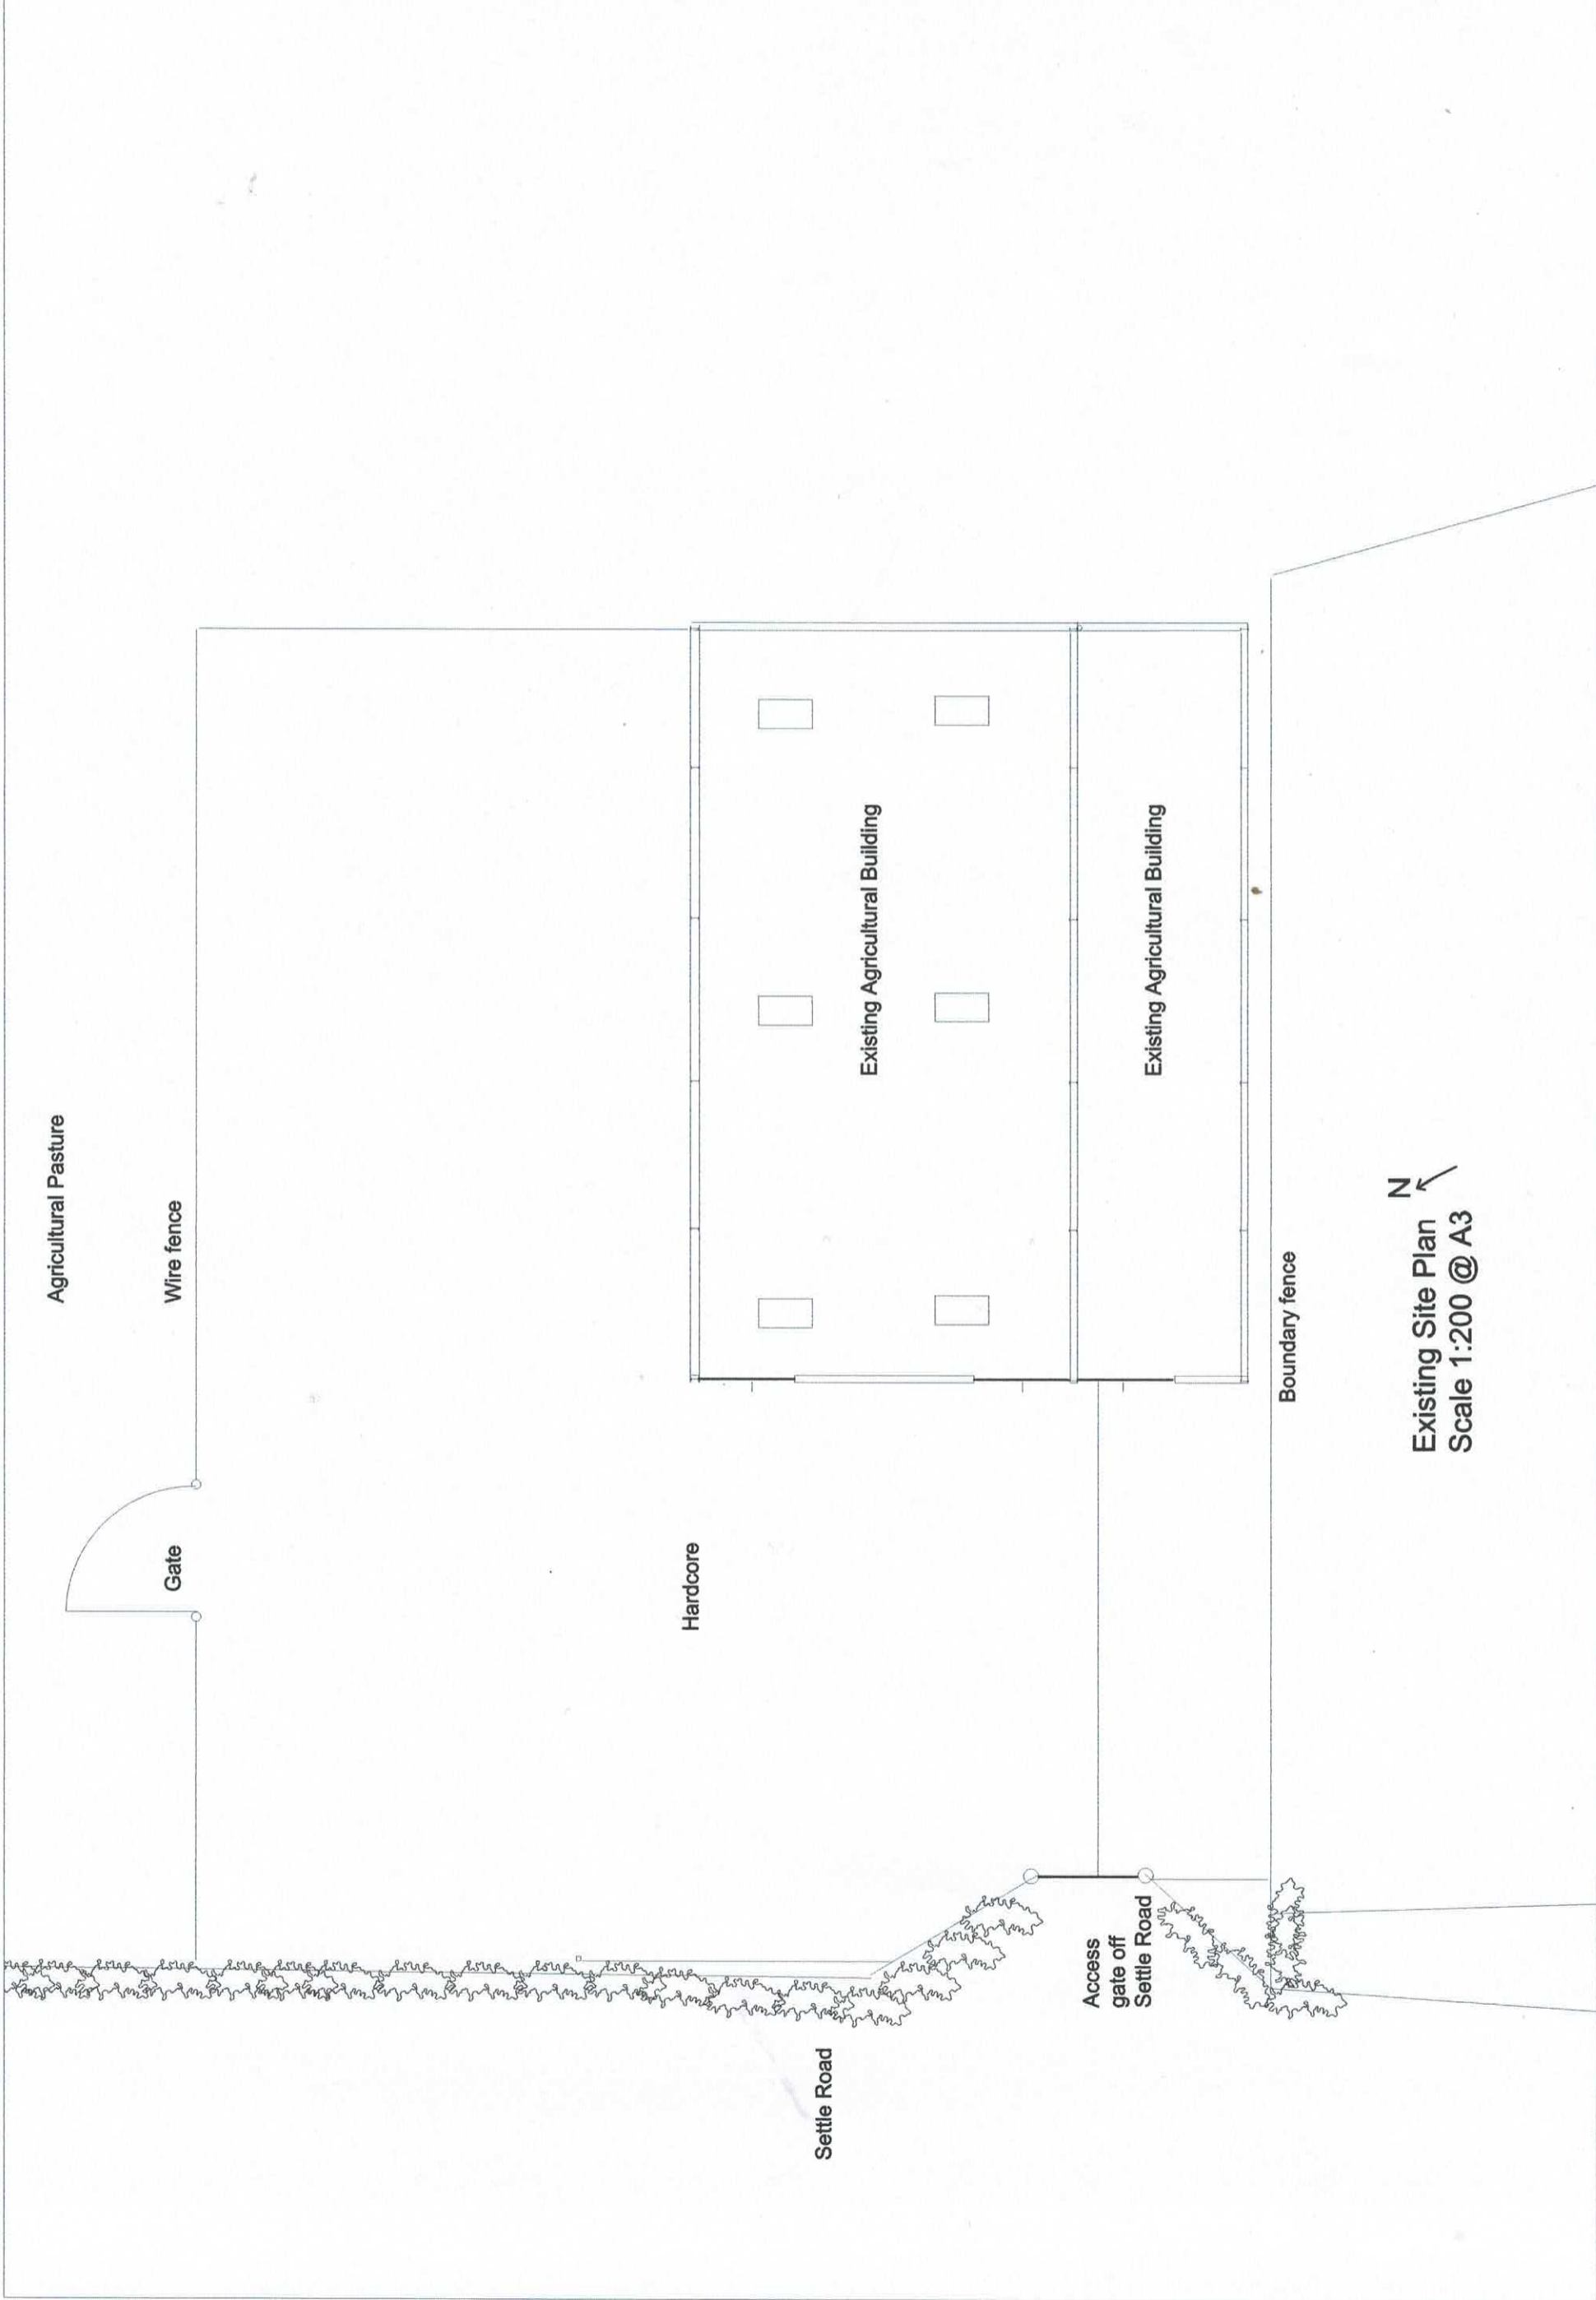 Agricultural Pasture
Wire fence
Gate
Hardcore
Existing Agricultural Building
Existing Agricultural Building
Settle Road
Access
gate off
Settle Road
Boundary fence
N
Existing Site Plan
Scale 1:200 @ A3